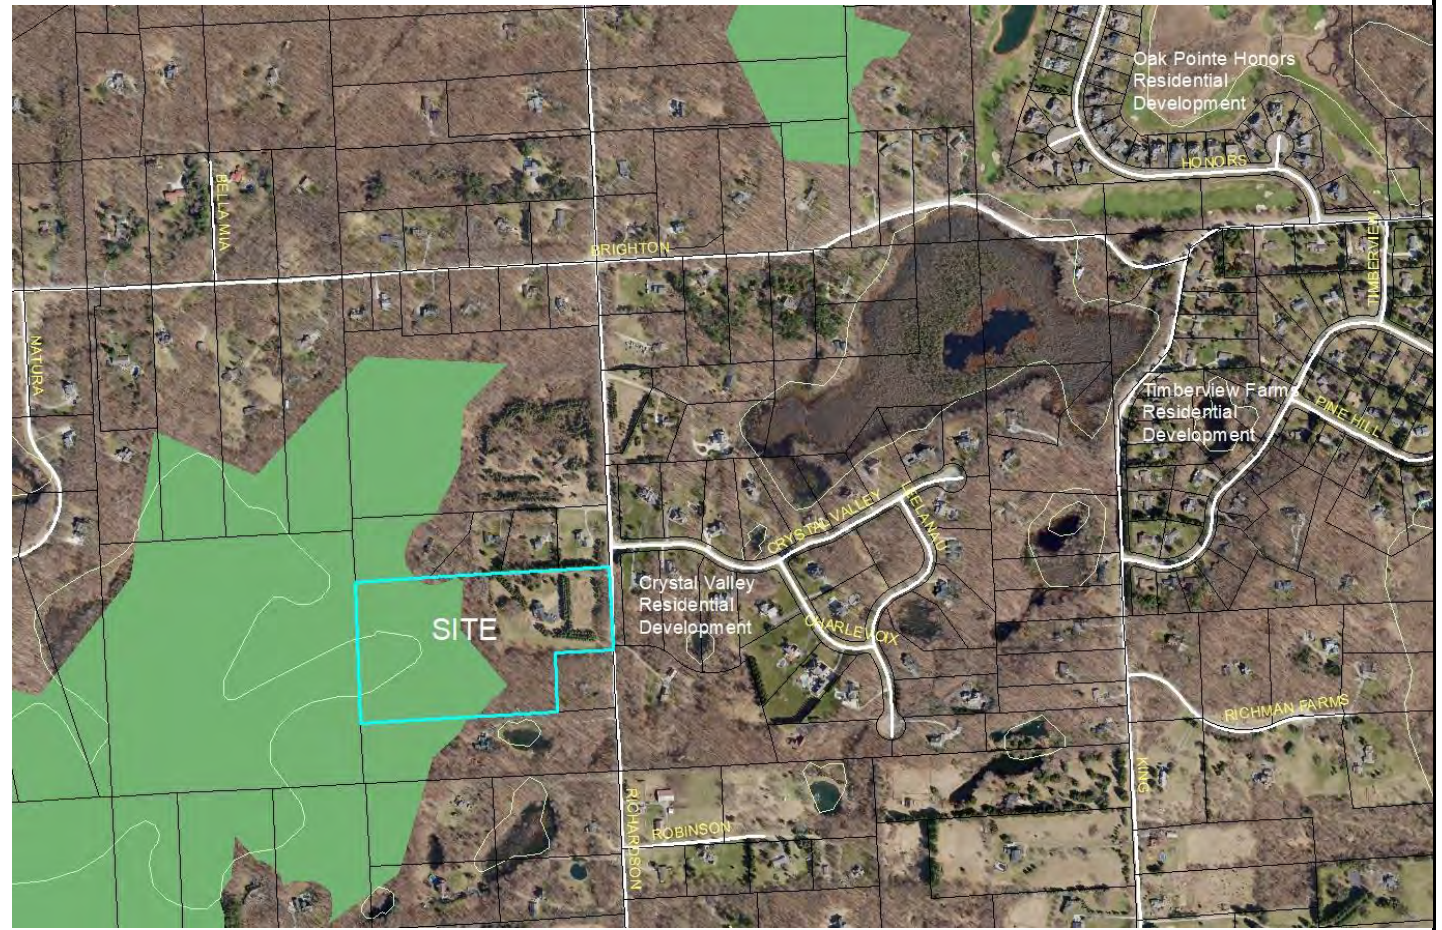 Oak Pointe Honors
Residential
Development
HONORS
BELLA MIA
TIMBERVIEW
BRIGHTON
NATURA
Timberview Farms
Residential
Development
PINE HILL
CRYSTAL VALLEY
LEELANAU
Crystal Valley
Residential
Development
SITE
CHARLEVOIX
RICHMAN FARMS
KING
RICHARDSON
ROBINSON